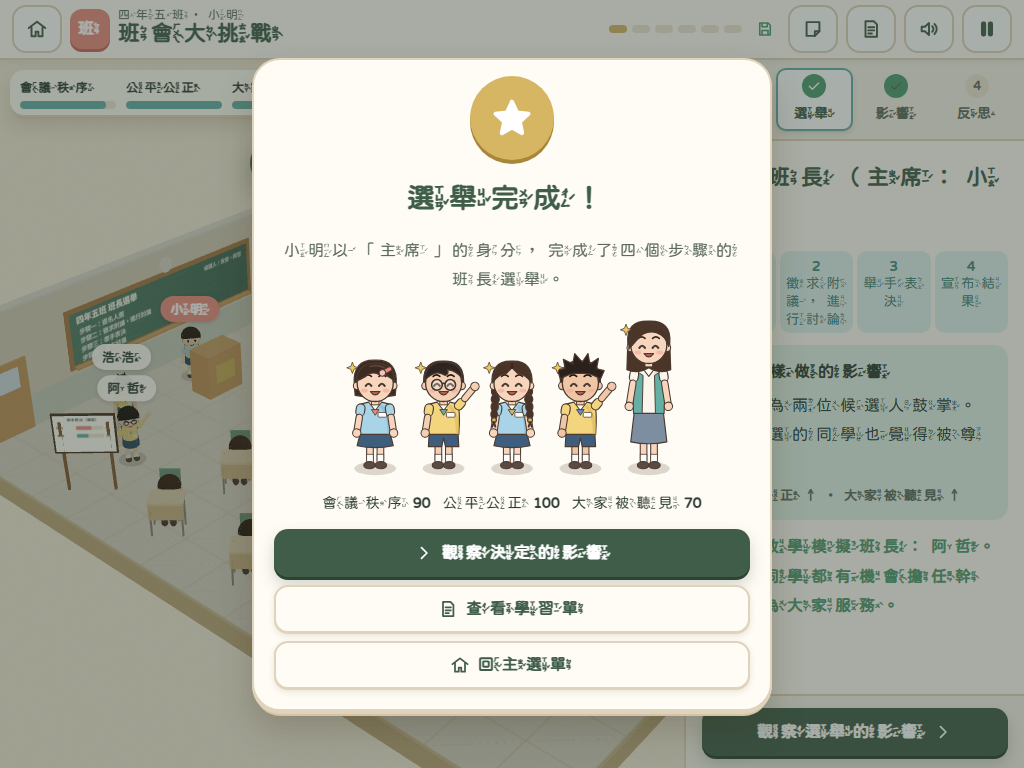 四年五班・小明
班會大挑戰
會議秩序
公平公正
選舉
影響
4
反思
班長（主席：小
2
徵求附
議，進
行討論
3
舉手表
決
4
宣布結
果
樣做的影響
為兩位候選人鼓掌。
選的同學也覺得被尊
正↑・大家被聽見↑
學模擬班長：阿哲。
同學都有機會擔任幹
為大家服務。
觀察選舉的影響
四年五班 班長選舉
小明
浩浩
阿哲
選舉完成！
小明以「主席」的身分，完成了四個步驟的
班長選舉。
會議秩序 90 公平公正 100 大家被聽見 70
觀察決定的影響
查看學習單
回主選單